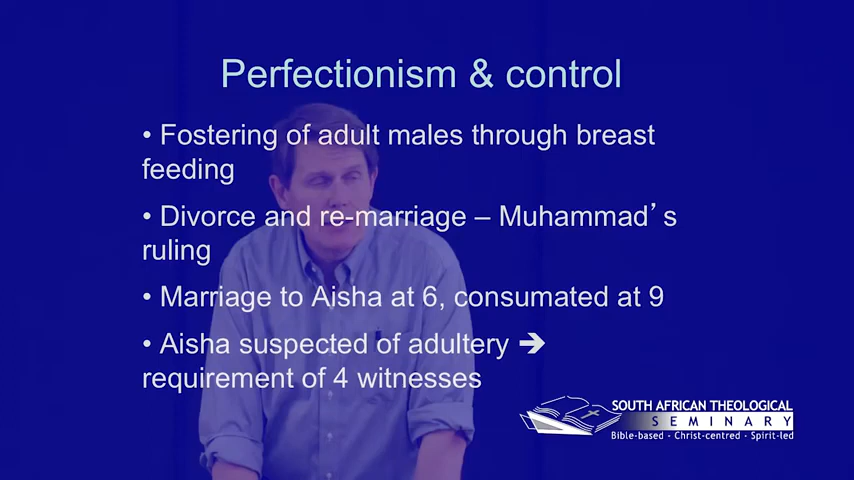 Perfectionism & control
• Fostering of adult males through breast
feeding
• Divorce and re-marriage – Muhammad’s
ruling
• Marriage to Aisha at 6, consumated at 9
• Aisha suspected of adultery ➔
requirement of 4 witnesses
SOUTH AFRICAN THEOLOGICAL
SEMINARY
Bible-based - Christ-centred - Spirit-led